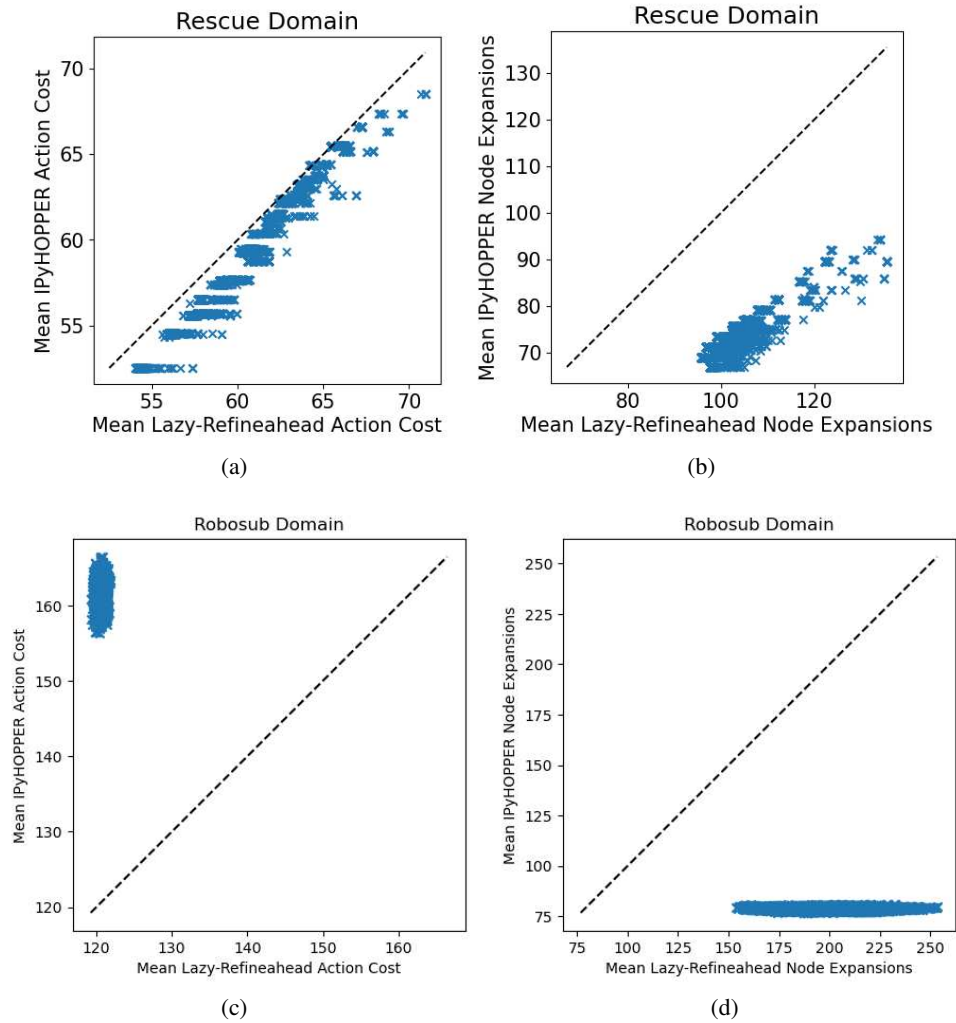 Rescue Domain
Mean IPyHOPPER Action Cost
70
65
60
55
55 60 65 70
Mean Lazy-Refineahead Action Cost
(a)
Rescue Domain
Mean IPyHOPPER Node Expansions
130
120
110
100
90
80
70
80 100 120
Mean Lazy-Refineahead Node Expansions
(b)
Robosub Domain
Mean IPyHOPPER Action Cost
160
150
140
130
120
120 130 140 150 160
Mean Lazy-Refineahead Action Cost
(c)
Robosub Domain
Mean IPyHOPPER Node Expansions
250
225
200
175
150
125
100
75
75 100 125 150 175 200 225 250
Mean Lazy-Refineahead Node Expansions
(d)